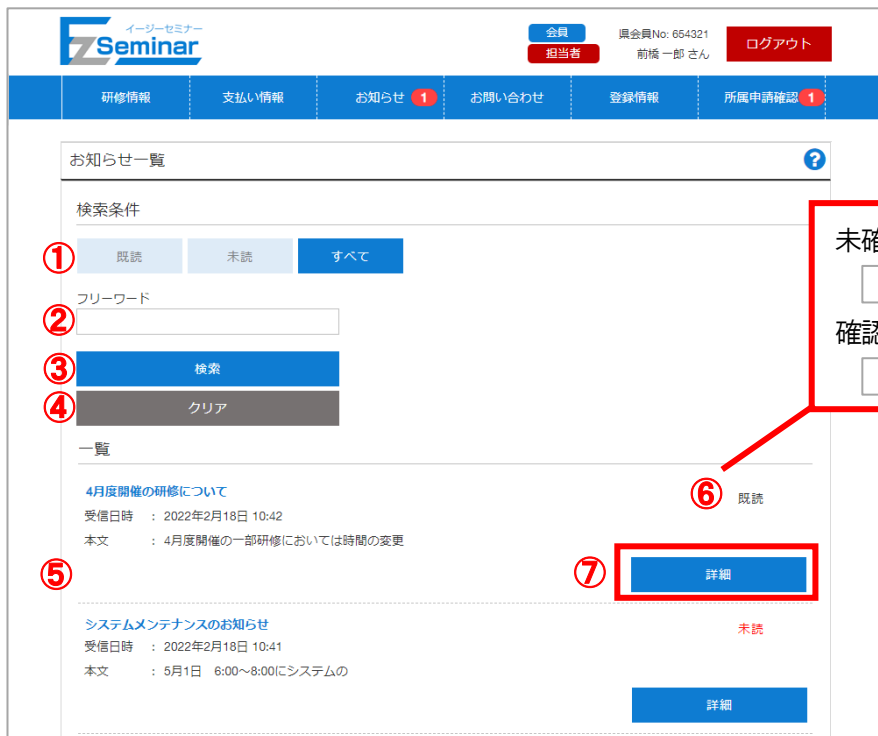 イージーセミナー
EZ Seminar
会員
担当者
県会員No: 654321
前橋 一郎 さん
ログアウト
研修情報 支払い情報 お知らせ 1 お問い合わせ 登録情報 所属申請確認 1
お知らせ一覧 ?
検索条件
① 既読 未読 すべて
フリーワード
②
③ 検索
④ クリア
未確
確認
一覧
4月度開催の研修について
⑥ 既読
受信日時 : 2022年2月18日 10:42
本文 : 4月度開催の一部研修においては時間の変更
⑤
⑦ 詳細
システムメンテナンスのお知らせ
未読
受信日時 : 2022年2月18日 10:41
本文 : 5月1日 6:00～8:00にシステムの
詳細